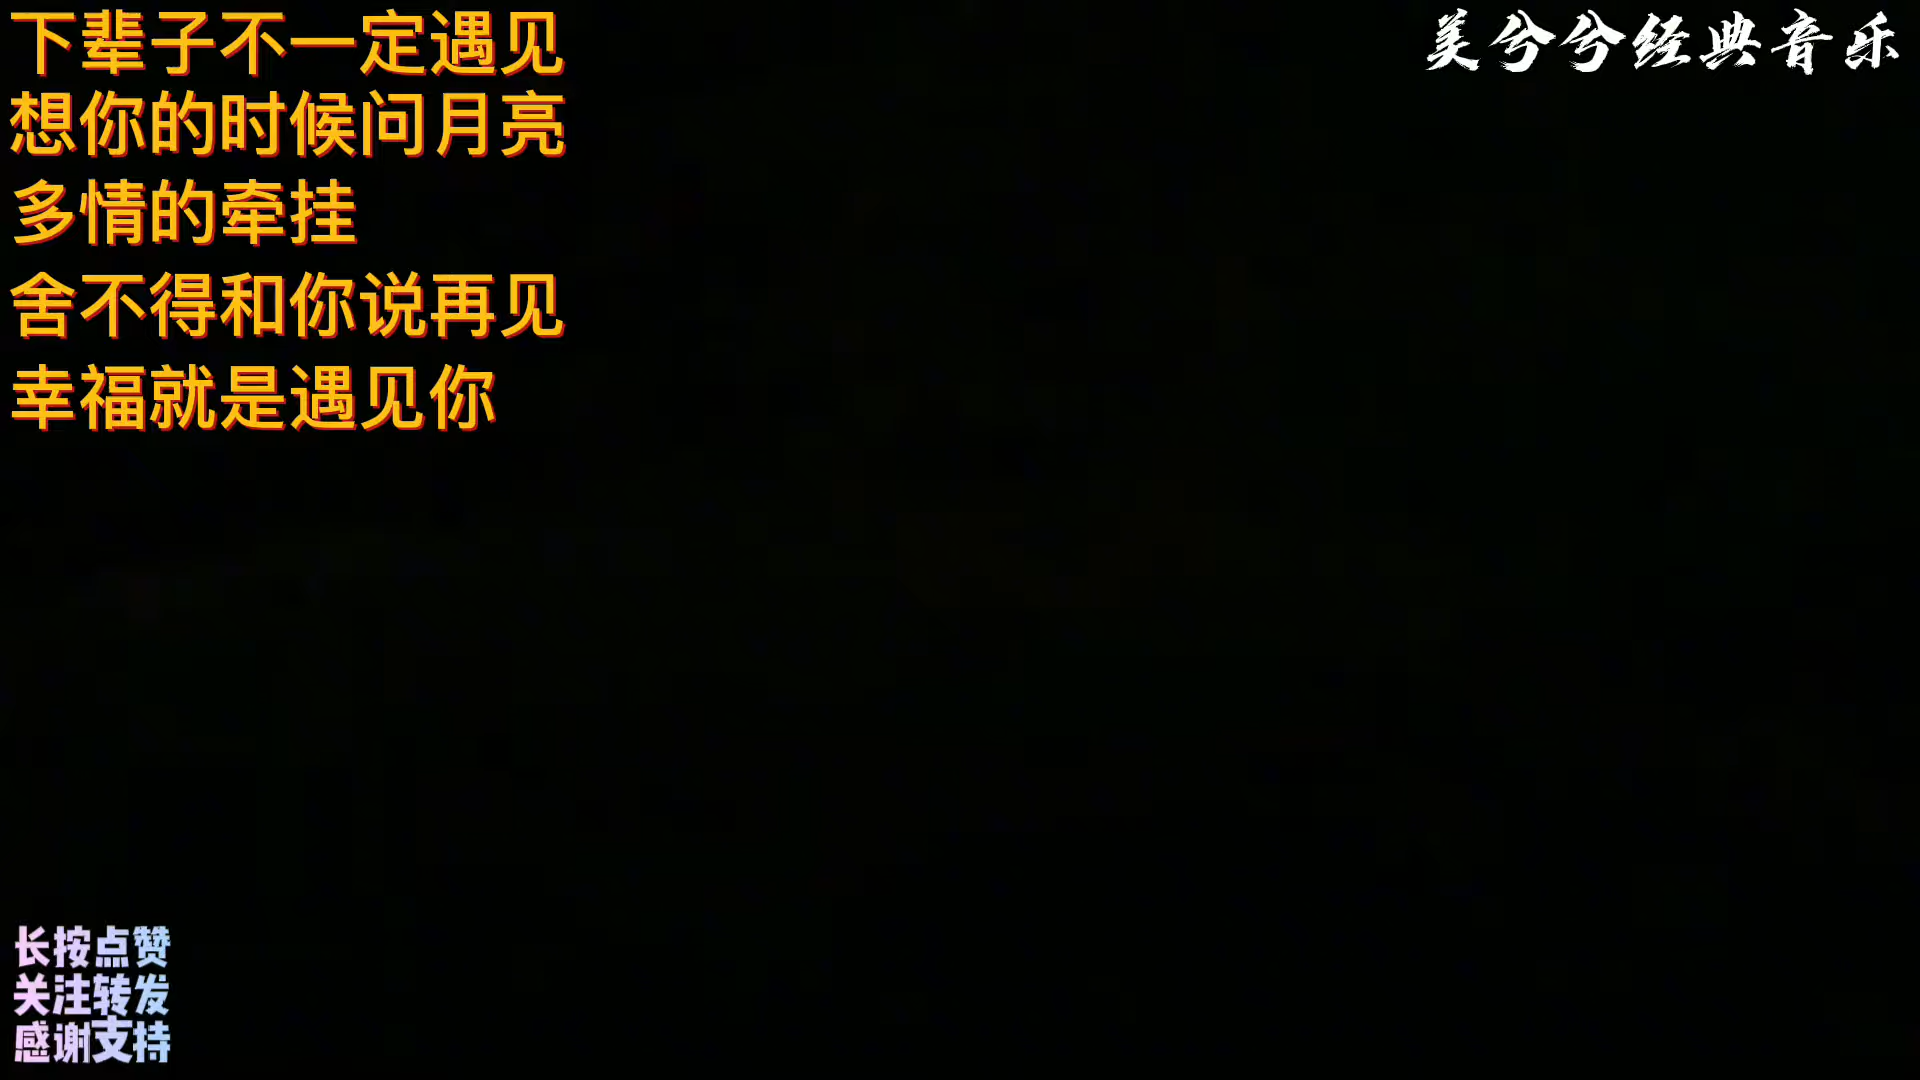 下辈子不一定遇见
想你的时候问月亮
多情的牵挂
舍不得和你说再见
幸福就是遇见你
美兮兮经典音乐
长按点赞
关注转发
感谢支持